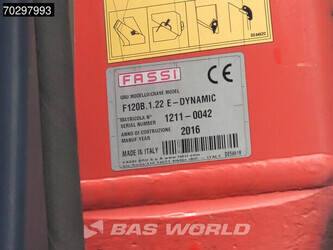 70297993
FASSI
CE
GRU MODELLO/CRANE MODEL
F120B.1.22 E-DYNAMIC
MATRICOLA N°
SERIAL NUMBER 1211-0042
ANNO DI COSTRUZIONE
MANUF YEAR 2016
MADE IN ITALY
BAS WORLD